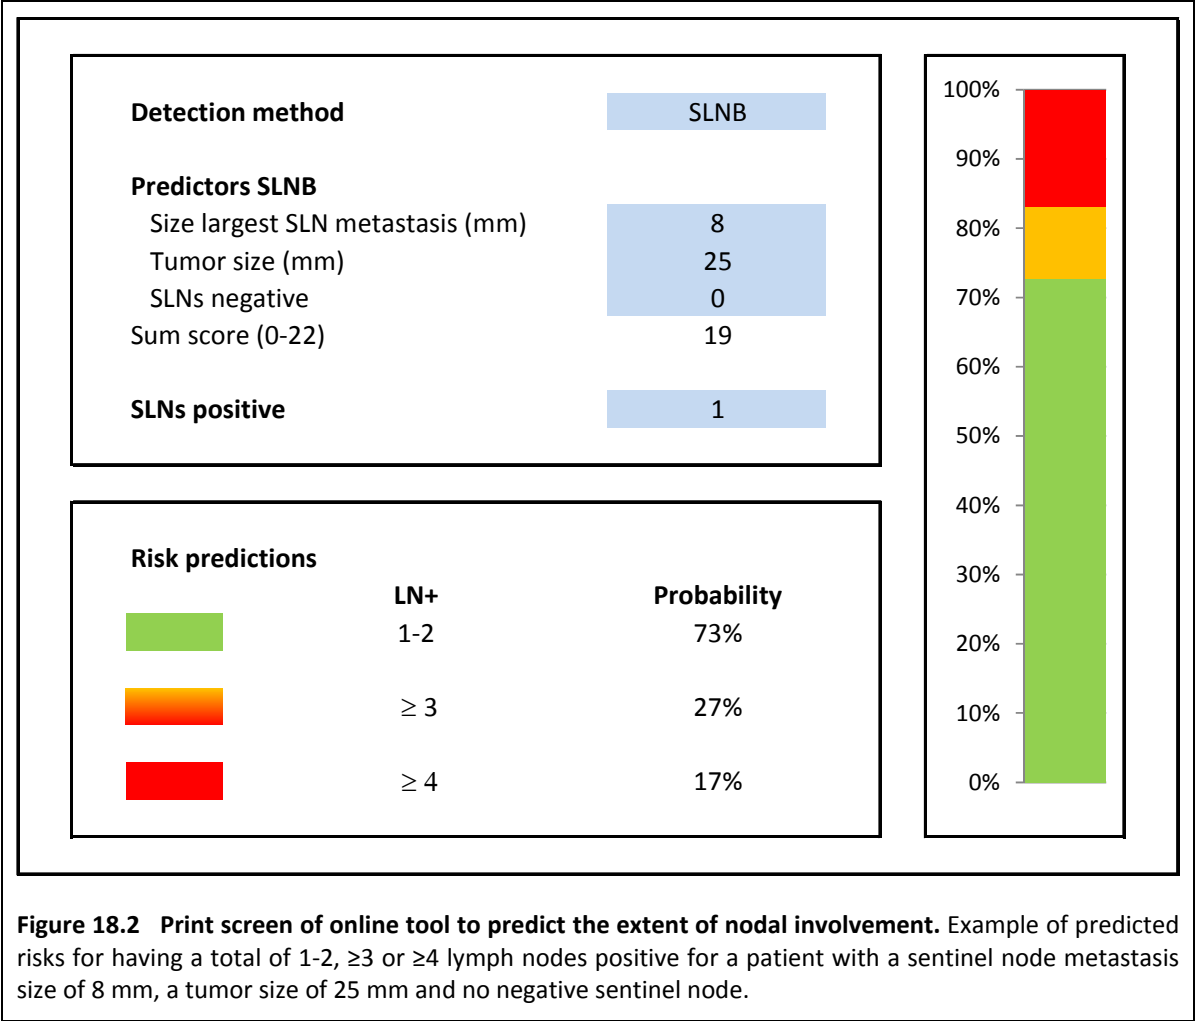 Detection method SLNB
Predictors SLNB
Size largest SLN metastasis (mm) 8
Tumor size (mm) 25
SLNs negative 0
Sum score (0-22) 19
SLNs positive 1
Risk predictions
LN+ Probability
1-2 73%
≥ 3 27%
≥ 4 17%
100%
90%
80%
70%
60%
50%
40%
30%
20%
10%
0%
Figure 18.2 Print screen of online tool to predict the extent of nodal involvement. Example of predicted
risks for having a total of 1-2, ≥3 or ≥4 lymph nodes positive for a patient with a sentinel node metastasis
size of 8 mm, a tumor size of 25 mm and no negative sentinel node.